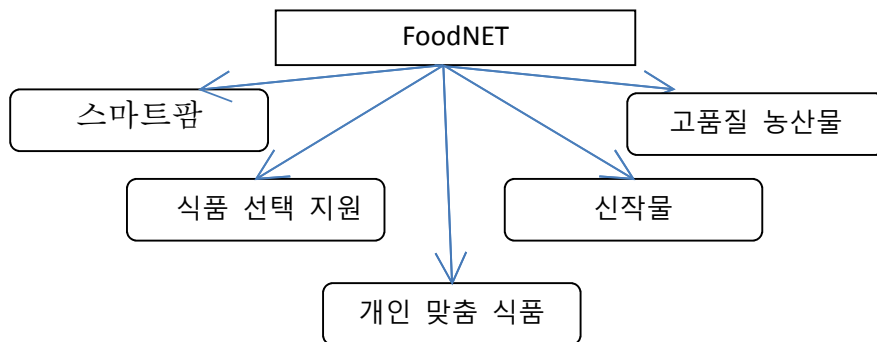 FoodNET
스마트팜
고품질 농산물
식품 선택 지원
신작물
개인 맞춤 식품